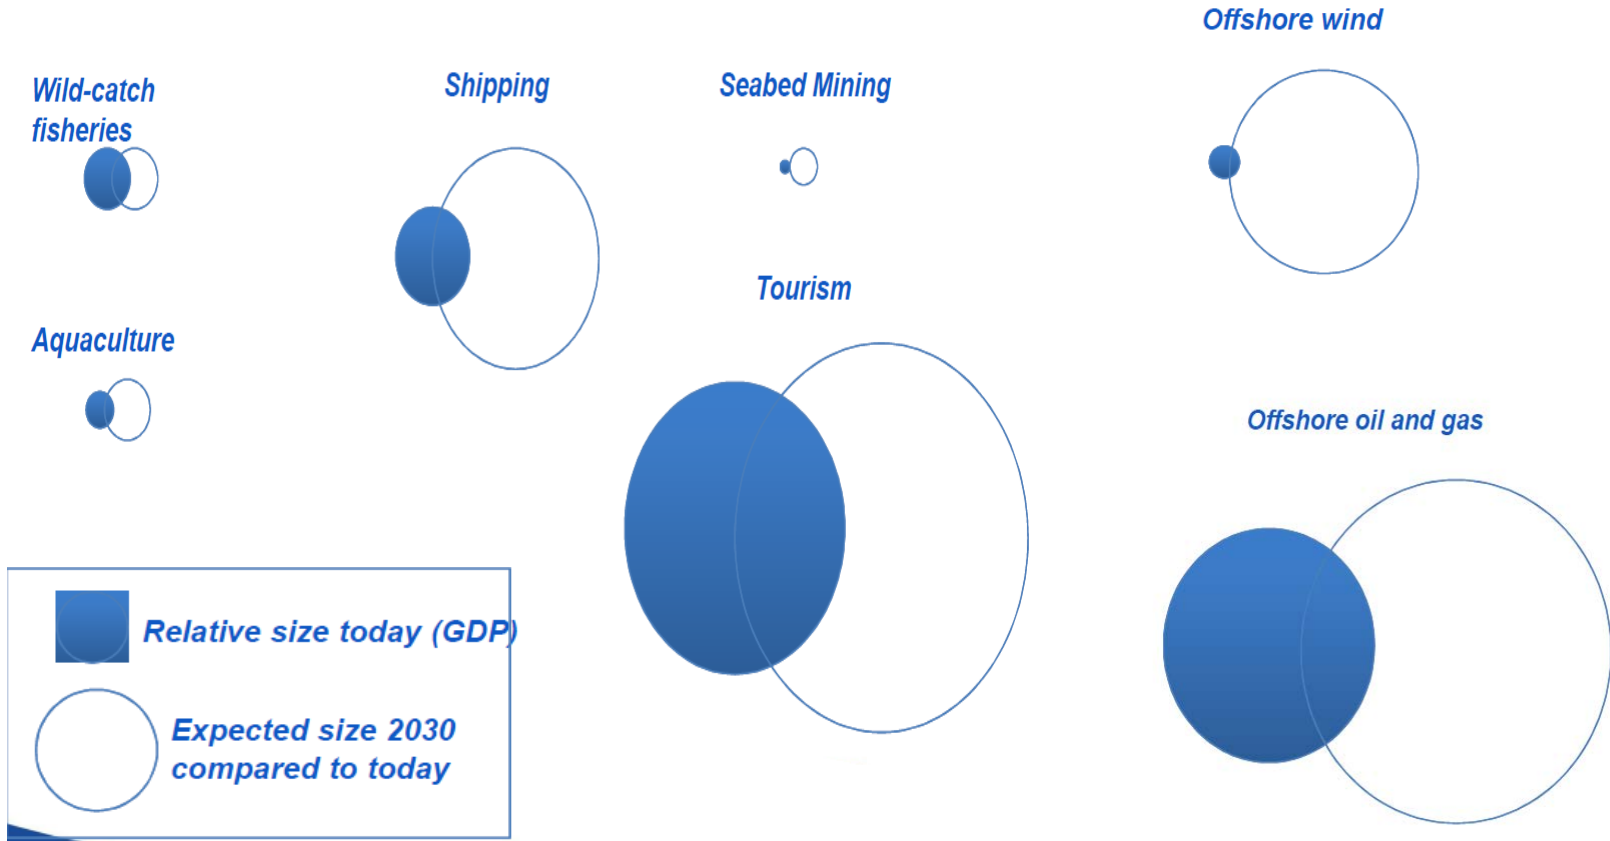 Offshore wind
Wild-catch
fisheries
Shipping
Seabed Mining
Tourism
Aquaculture
Offshore oil and gas
Relative size today (GDP)
Expected size 2030
compared to today